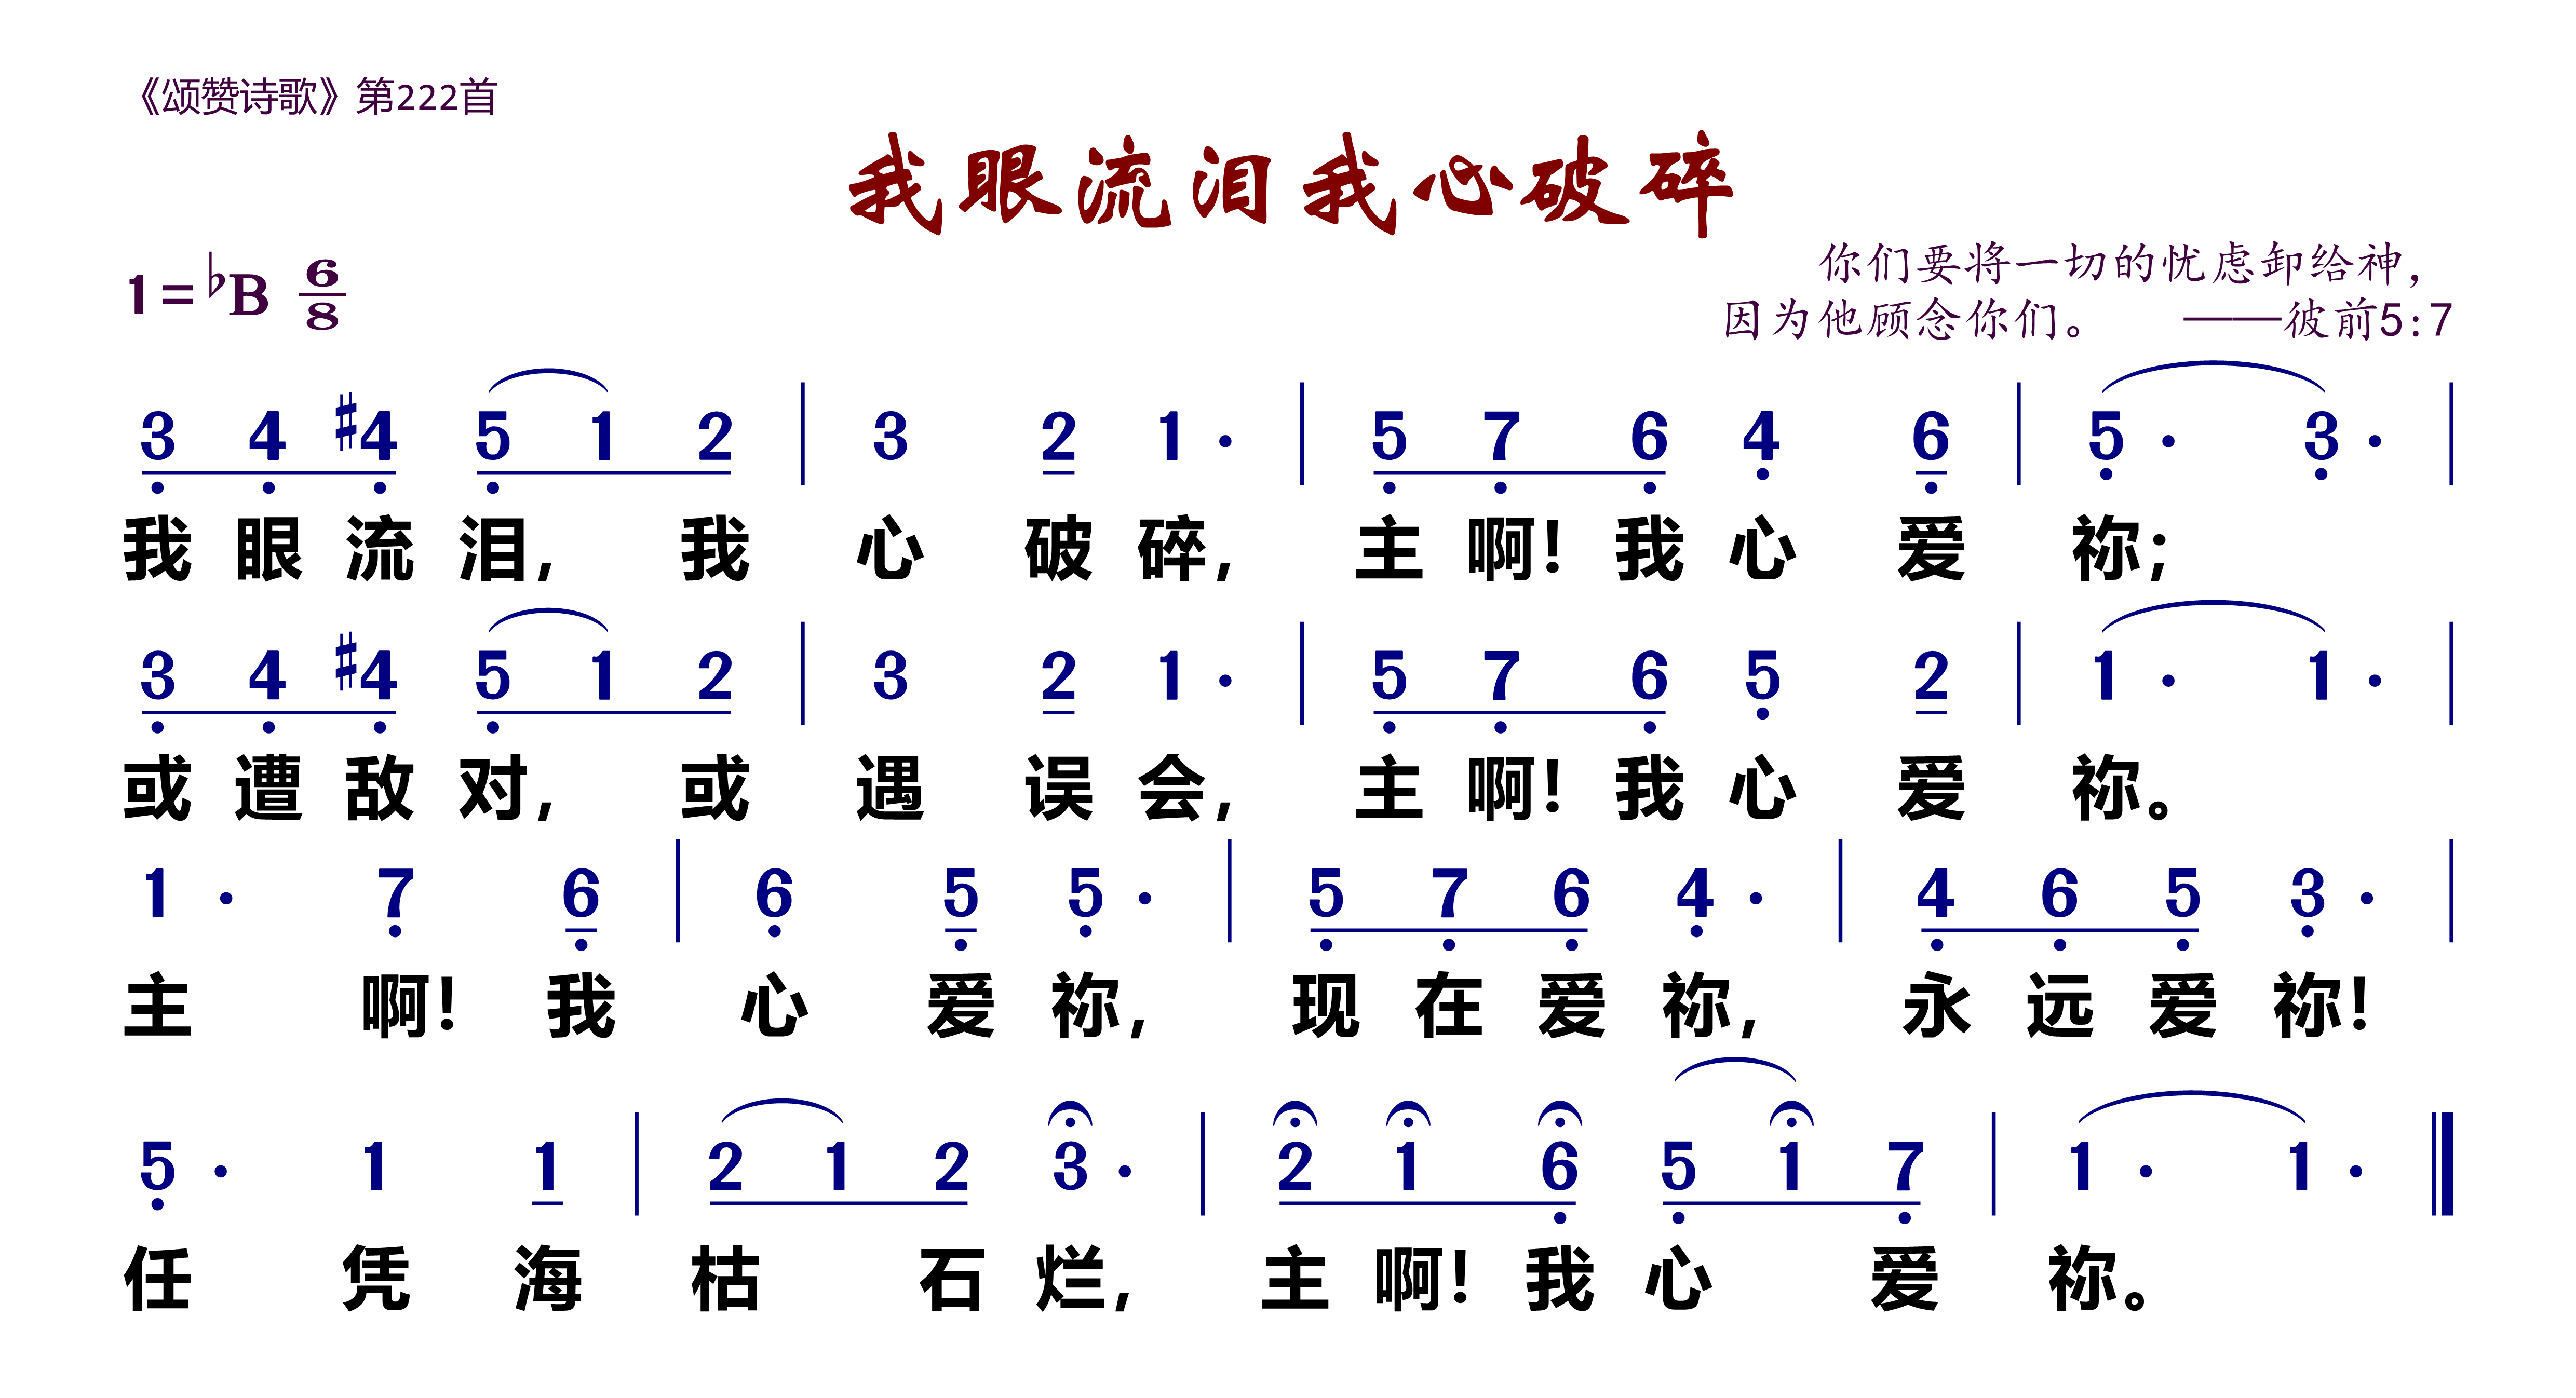 《颂赞诗歌》第222首
我眼流泪我心破碎
你们要将一切的忧虑卸给神，
1=♭B 6/8
因为他顾念你们。 ——彼前5:7
3 4 #4 5 1 2 | 3 2 1 · | 5 7 6 4 6 | 5 · 3 · |
我眼流泪， 我心破碎， 主啊！我心爱祢；
3 4 #4 5 1 2 | 3 2 1 · | 5 7 6 5 2 | 1 · 1 · |
或遭敌对， 或遇误会， 主啊！我心爱祢。
1 · 7 6 | 6 5 5 · | 5 7 6 4 · | 4 6 5 3 · |
主啊！我心爱祢， 现在爱祢， 永远爱祢！
5 · 1 1 | 2 1 2 3 · | 2 1 6 5 1 7 | 1 · 1 · ‖
任凭海枯石烂， 主啊！我心爱祢。